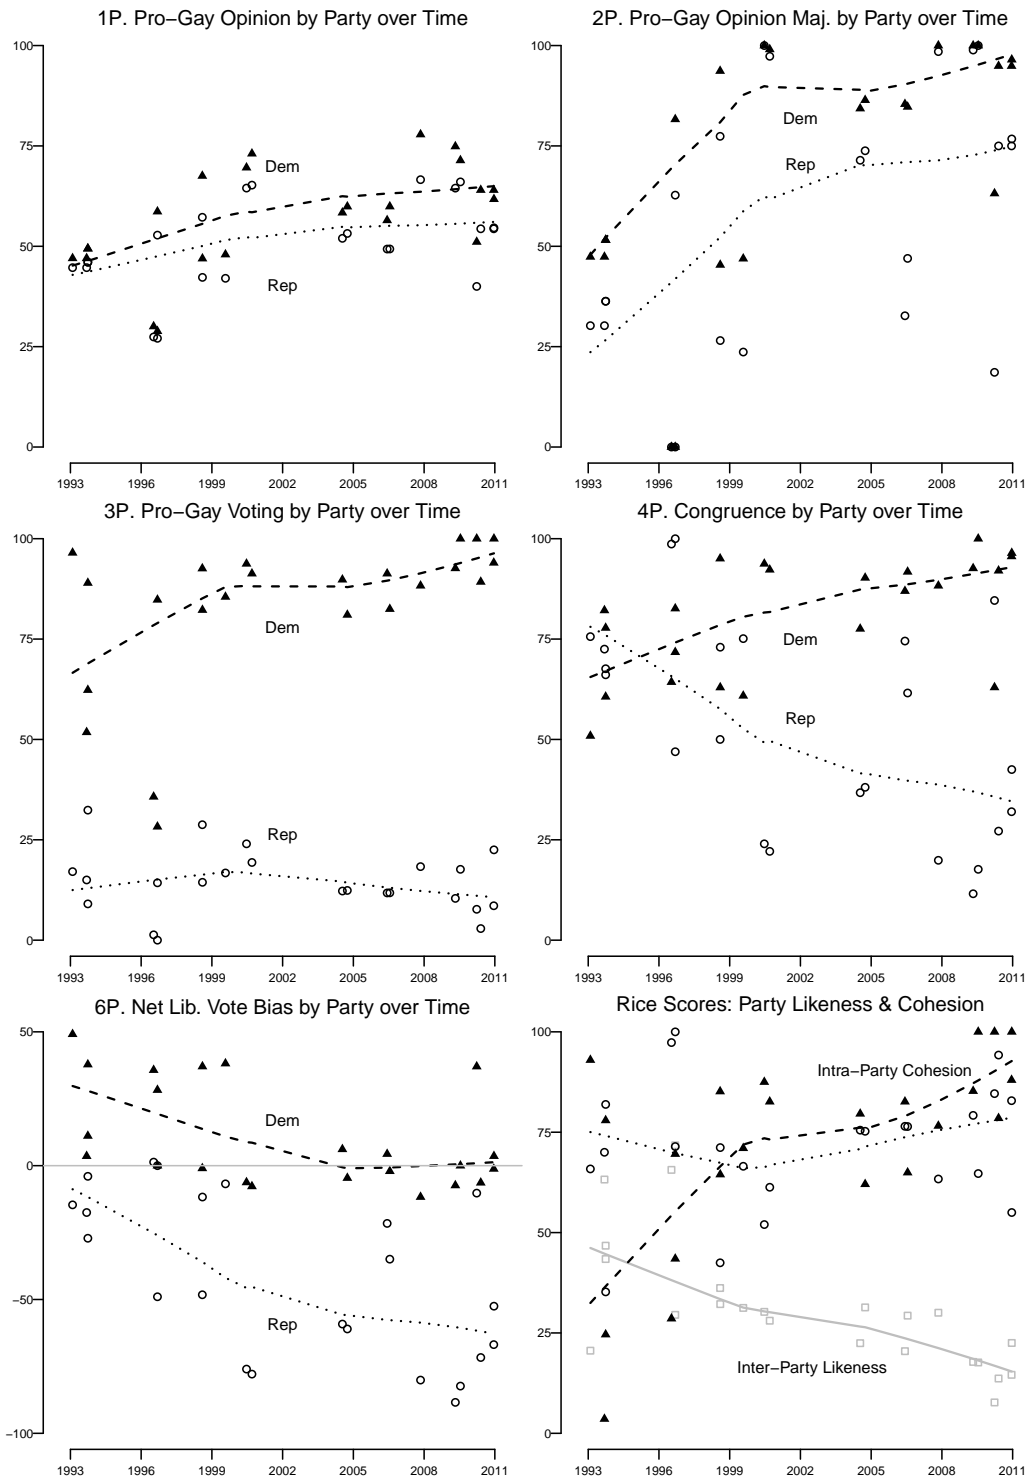 1P. Pro−Gay Opinion by Party over Time
100
75
50
25
0
Dem
Rep
1993 1996 1999 2002 2005 2008 2011
2P. Pro−Gay Opinion Maj. by Party over Time
100
75
50
25
0
Dem
Rep
1993 1996 1999 2002 2005 2008 2011
3P. Pro−Gay Voting by Party over Time
100
75
50
25
0
Dem
Rep
1993 1996 1999 2002 2005 2008 2011
4P. Congruence by Party over Time
100
75
50
25
0
Dem
Rep
1993 1996 1999 2002 2005 2008 2011
6P. Net Lib. Vote Bias by Party over Time
50
0
−50
−100
Dem
Rep
1993 1996 1999 2002 2005 2008 2011
Rice Scores: Party Likeness & Cohesion
100
75
50
25
0
Intra−Party Cohesion
Inter−Party Likeness
1993 1996 1999 2002 2005 2008 2011